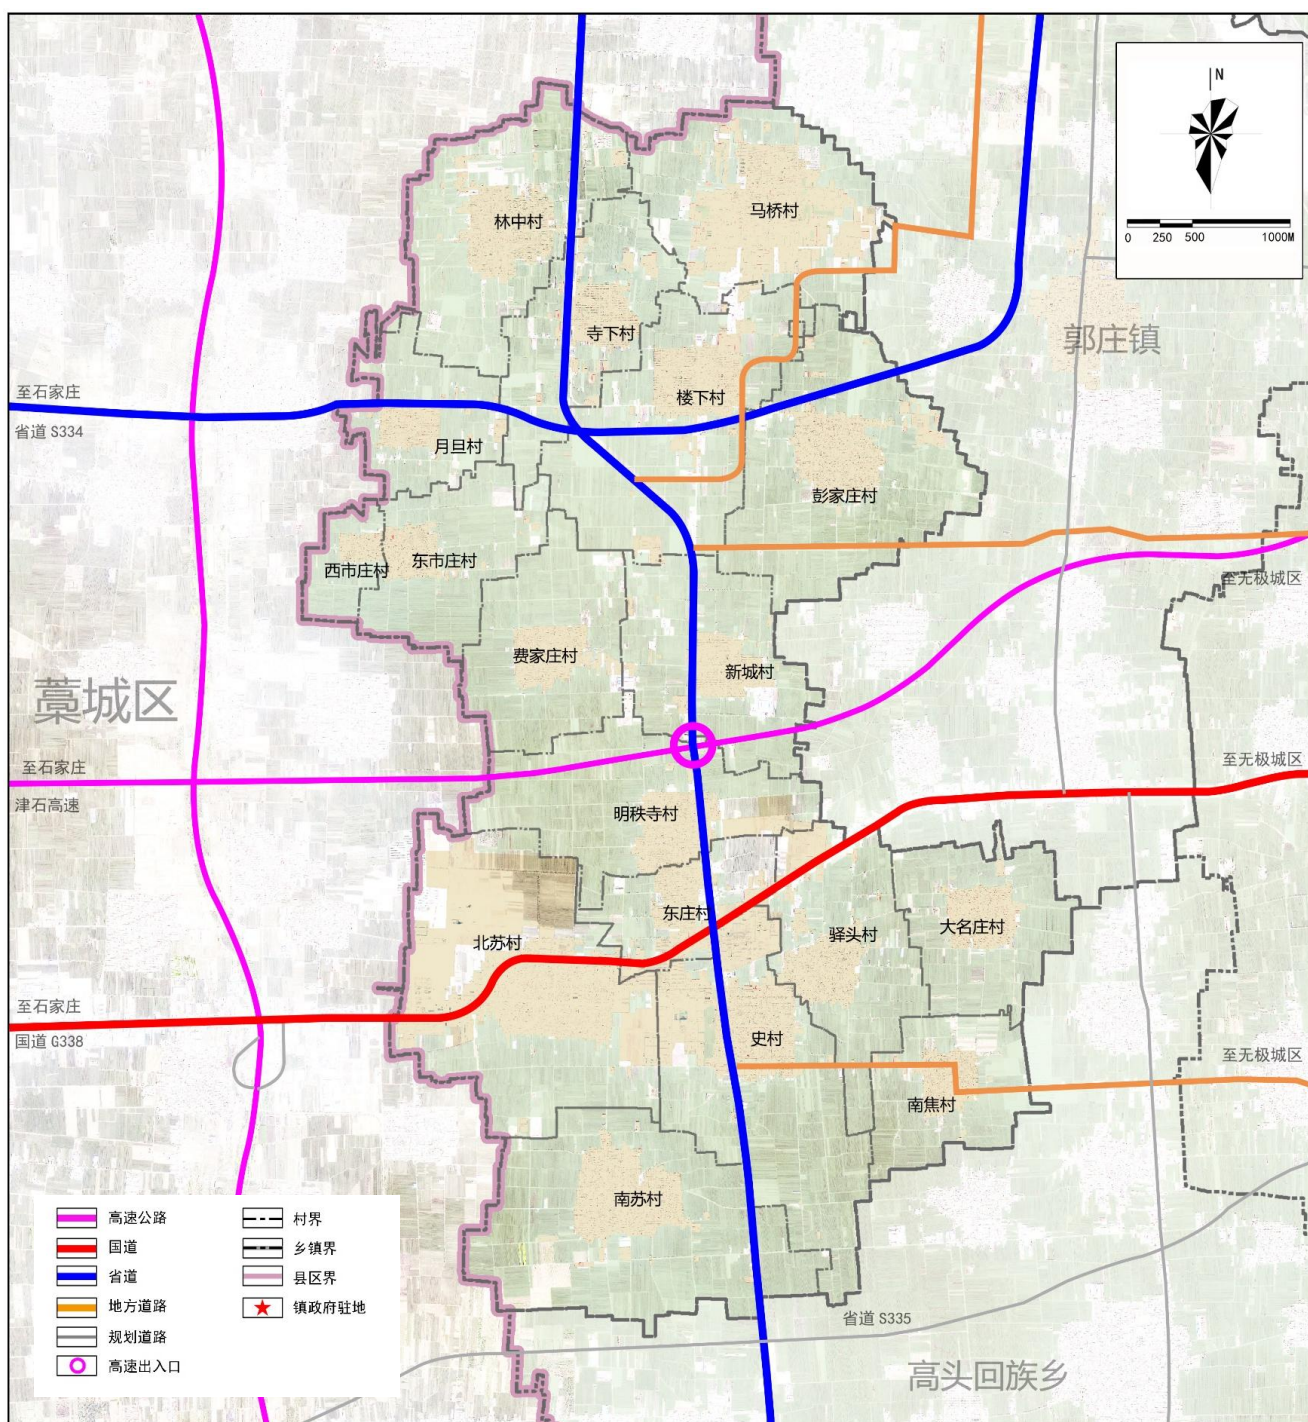 N
0 250 500 1000M
林中村
马桥村
寺下村
郭庄镇
楼下村
至石家庄
省道 S334
月旦村
彭家庄村
东市庄村
西市庄村
至无极城区
费家庄村
新城村
藁城区
至石家庄
津石高速
至无极城区
明秩寺村
东庄村
驿头村
大名庄村
北苏村
至石家庄
国道 G338
史村
至无极城区
南焦村
南苏村
省道 S335
高头回族乡
高速公路
国道
省道
地方道路
规划道路
高速出入口
村界
乡镇界
县区界
镇政府驻地